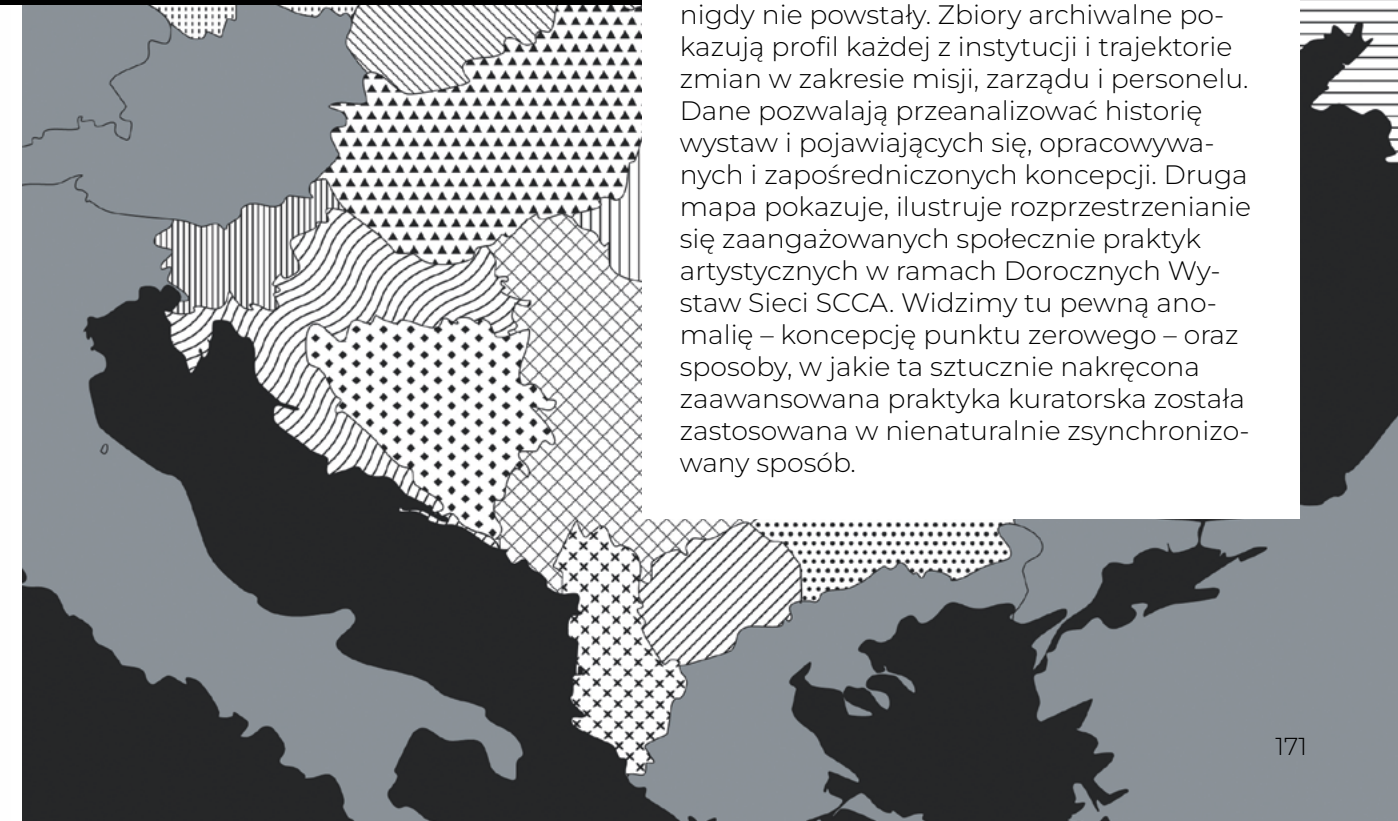 nigdy nie powstały. Zbiory archiwalne po-
kazują profil każdej z instytucji i trajektorie
zmian w zakresie misji, zarządu i personelu.
Dane pozwalają przeanalizować historię
wystaw i pojawiających się, opracowywa-
nych i zapośredniczonych koncepcji. Druga
mapa pokazuje, ilustruje rozprzestrzenianie
się zaangażowanych społecznie praktyk
artystycznych w ramach Dorocznych Wy-
staw Sieci SCCA. Widzimy tu pewną ano-
malię – koncepcję punktu zerowego – oraz
sposoby, w jakie ta sztucznie nakręcona
zaawansowana praktyka kuratorska została
zastosowana w nienaturalnie zsynchronizo-
wany sposób.
171